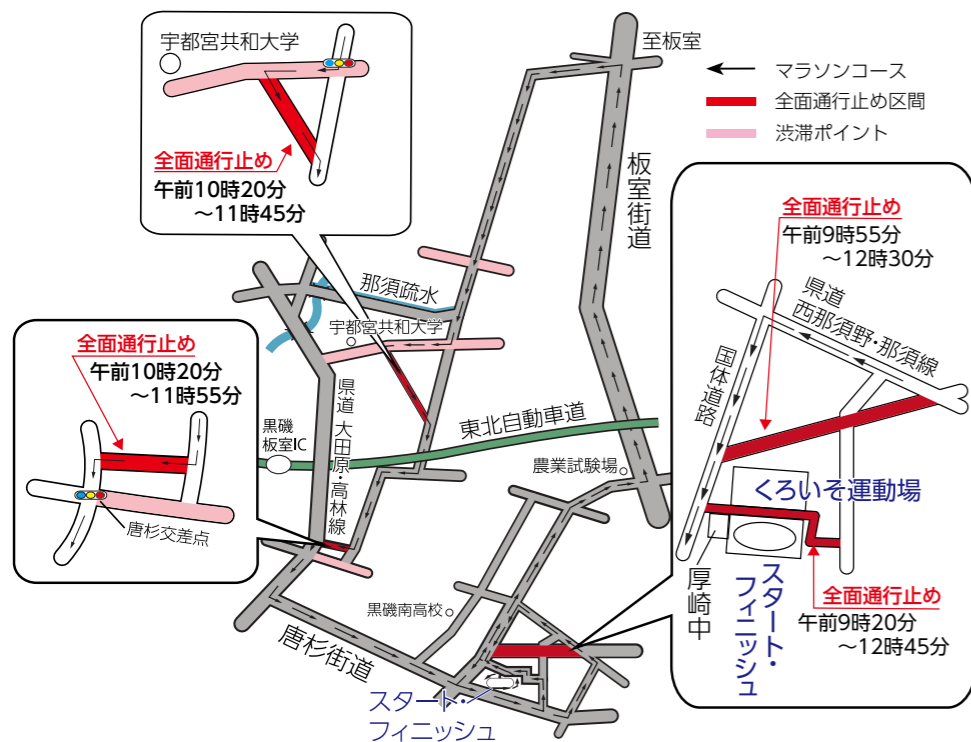 宇都宮共和大学
全面通行止め
午前10時20分
～11時45分
至板室
マラソンコース
全面通行止め区間
渋滞ポイント
板室街道
那須疏水
宇都宮共和大学
全面通行止め
午前10時20分
～11時55分
唐杉交差点
黒磯
板室IC
県道 大田原・高林線
東北自動車道
農業試験場
黒磯南高校
唐杉街道
スタート・
フィニッシュ
全面通行止め
午前9時55分
～12時30分
県道
西那須野・那須線
国体道路
くろいそ運動場
厚崎中
スタート・
フィニッシュ
全面通行止め
午前9時20分
～12時45分